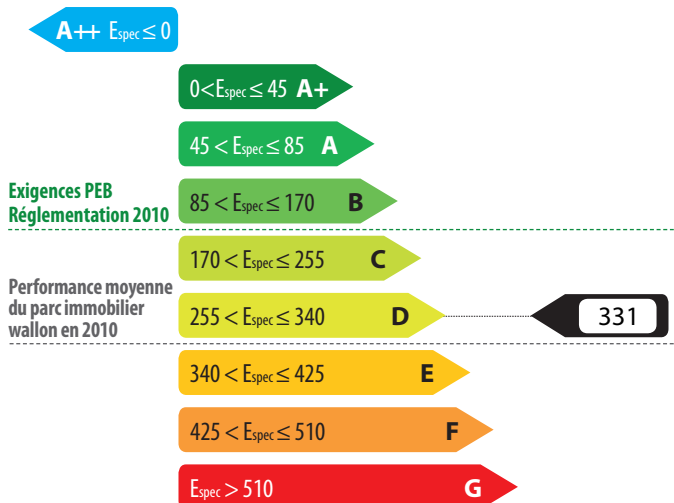 A++ Espec ≤ 0
0<Espec ≤ 45 A+
45 < Espec ≤ 85 A
Exigences PEB
Réglementation 2010
85 < Espec ≤ 170 B
170 < Espec ≤ 255 C
Performance moyenne
du parc immobilier
wallon en 2010
255 < Espec ≤ 340 D
331
340 < Espec ≤ 425 E
425 < Espec ≤ 510 F
Espec > 510 G